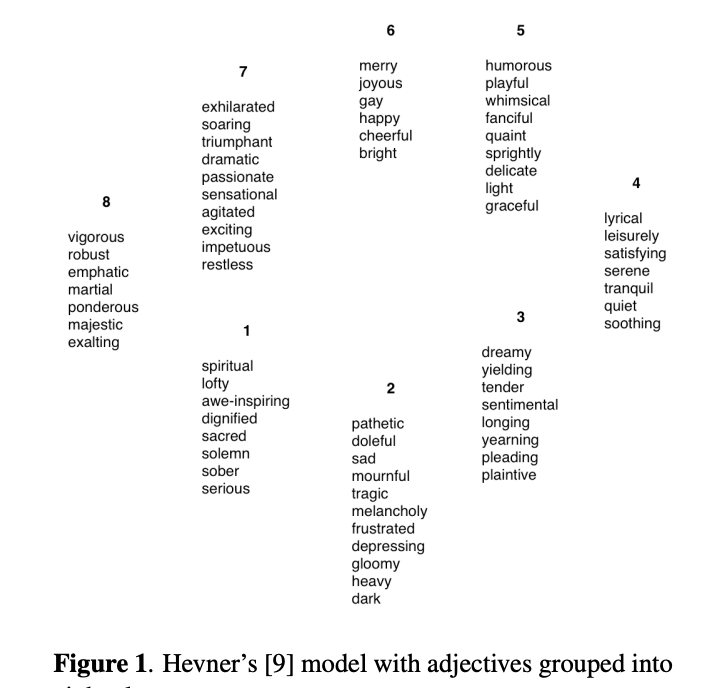 6
merry
joyous
gay
happy
cheerful
bright
5
humorous
playful
whimsical
fanciful
quaint
sprightly
delicate
light
graceful
7
exhilarated
soaring
triumphant
dramatic
passionate
sensational
agitated
exciting
impetuous
restless
4
lyrical
leisurely
satisfying
serene
tranquil
quiet
soothing
8
vigorous
robust
emphatic
martial
ponderous
majestic
exalting
1
spiritual
lofty
awe-inspiring
dignified
sacred
solemn
sober
serious
2
pathetic
doleful
sad
mournful
tragic
melancholy
frustrated
depressing
gloomy
heavy
dark
3
dreamy
yielding
tender
sentimental
longing
yearning
pleading
plaintive
Figure 1. Hevner's [9] model with adjectives grouped into